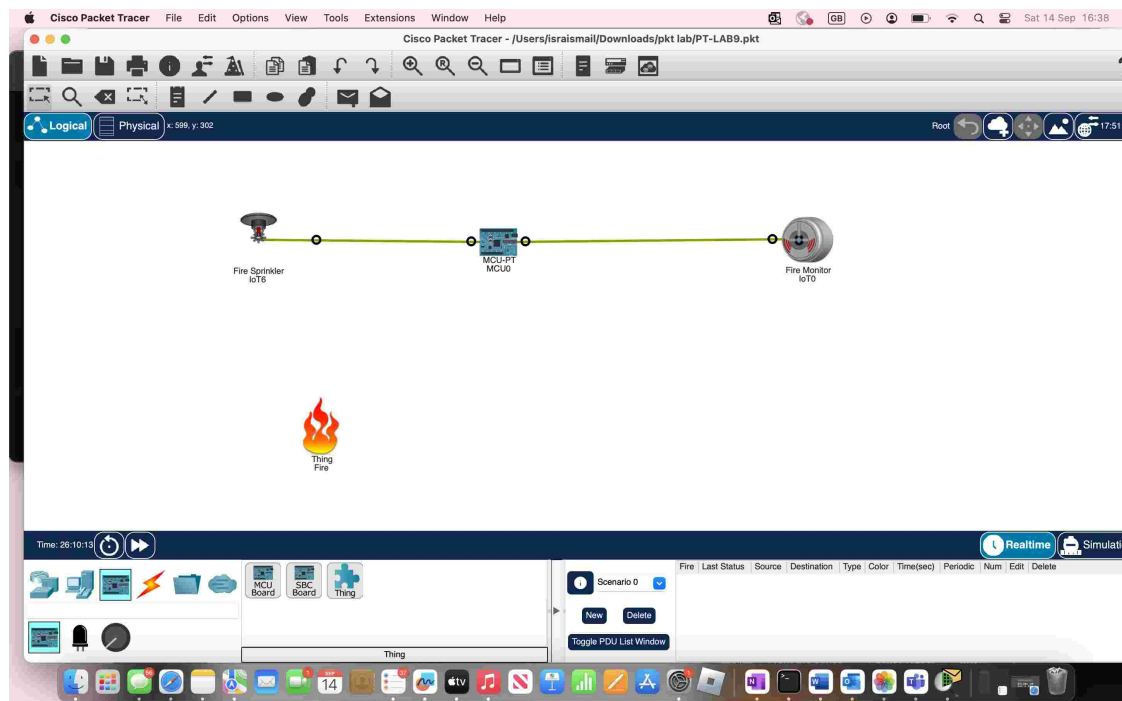 Cisco Packet Tracer File Edit Options View Tools Extensions Window Help GB Sat 14 Sep 16:38
Cisco Packet Tracer - /Users/israismail/Downloads/pkt lab/PT-LAB9.pkt
Logical Physical x: 599, y: 302 Root 17:51
Fire Sprinkler
IoT6
MCU-PT
MCU0
Fire Monitor
IoT0
Thing
Fire
Time: 26:10:13 Realtime Simulati
MCU
Board
SBC
Board
Thing
Thing
Scenario 0
New Delete
Toggle PDU List Window
Fire Last Status Source Destination Type Color Time(sec) Periodic Num Edit Delete
SEP
14
tv